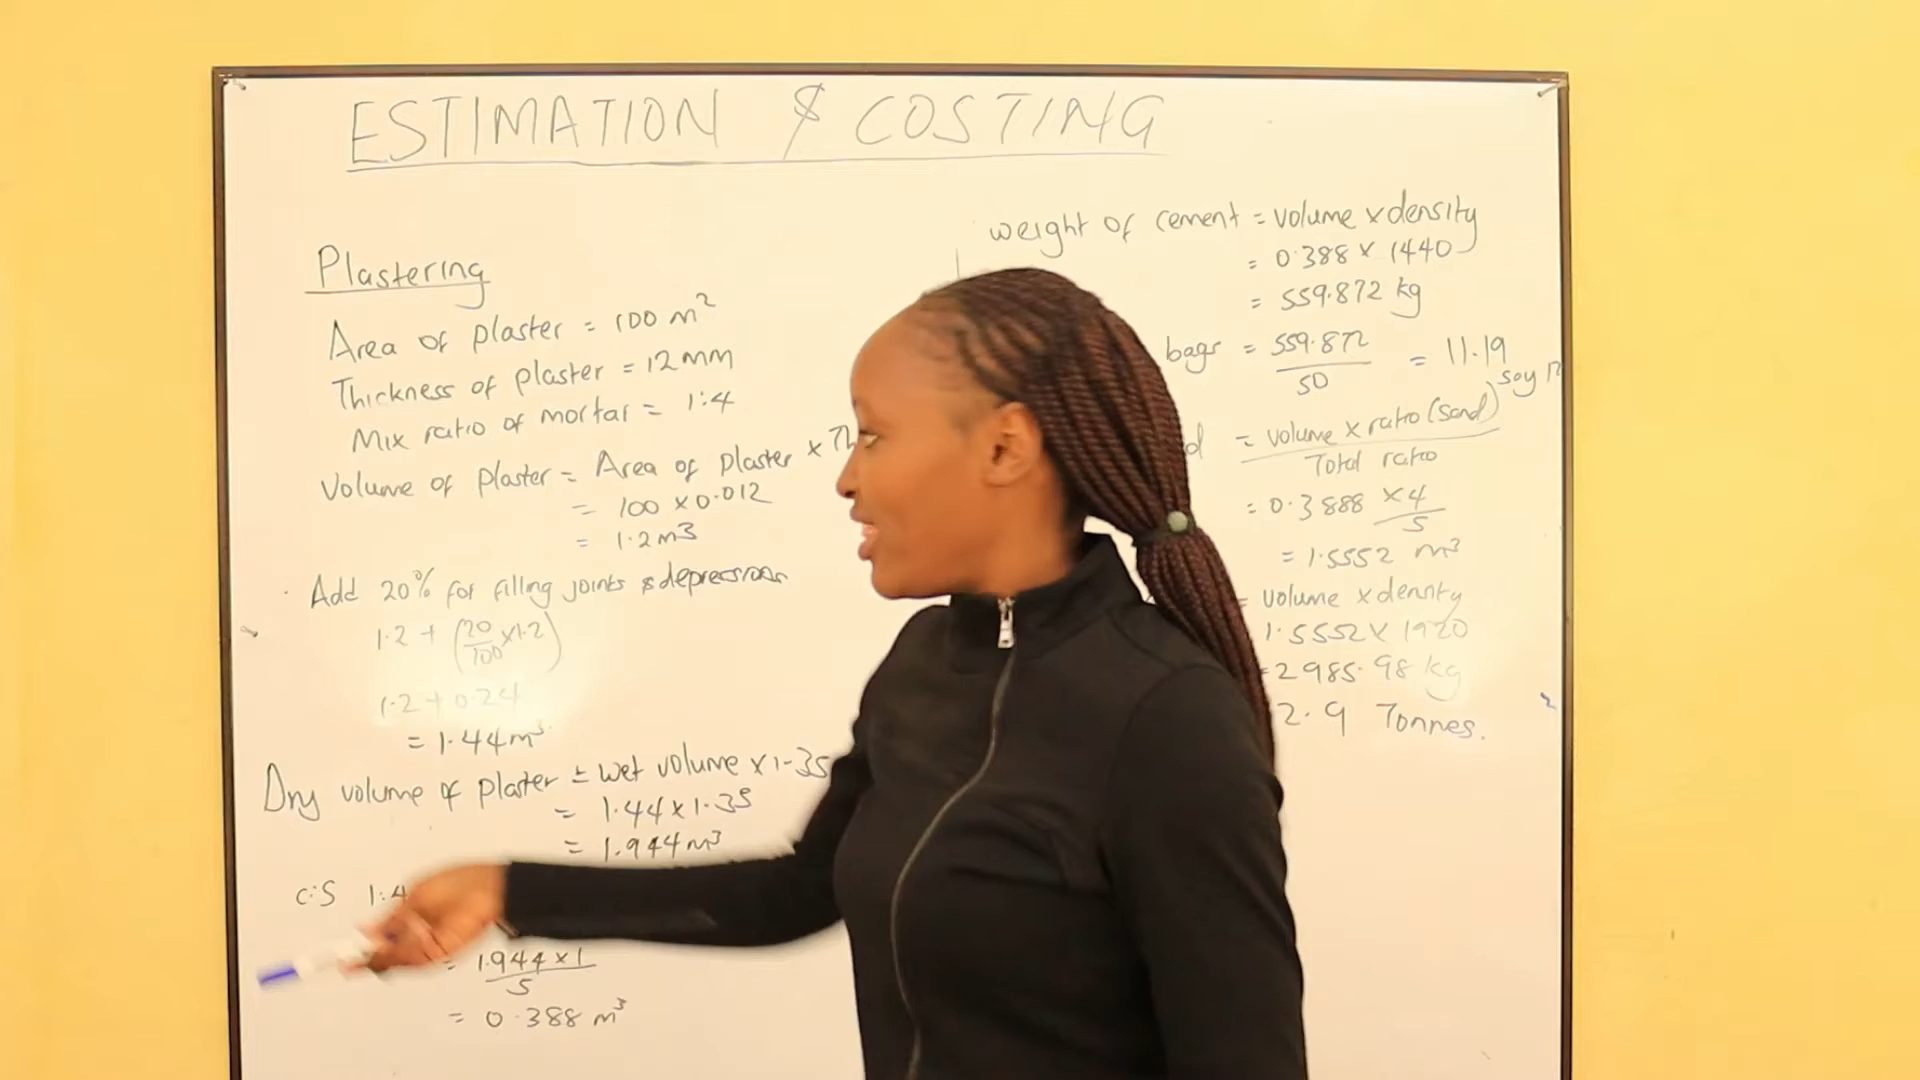 ESTIMATION & COSTING
Plastering
Area of plaster = 100 m²
Thickness of plaster = 12mm
Mix ratio of mortar = 1:4
Volume of plaster = Area of plaster × Th
= 100 × 0.012
= 1.2m3
Add 20% for filling joints & depressions
1.2 + (20/100 × 1.2)
1.2 + 0.24
= 1.44m³
Dry volume of plaster = wet volume × 1.35
= 1.44 × 1.35
= 1.944m³
C:S 1:4
= 1.944 × 1 / 5
= 0.388 m³
weight of cement = volume × density
= 0.388 × 1440
= 559.872 kg
bags = 559.872 / 50 = 11.19
say 12
d = volume × ratio (sand) / Total ratio
= 0.3888 × 4 / 5
= 1.5552 m³
= volume × density
1.5552 × 1920
= 2985.98 kg
2.9 Tonnes.